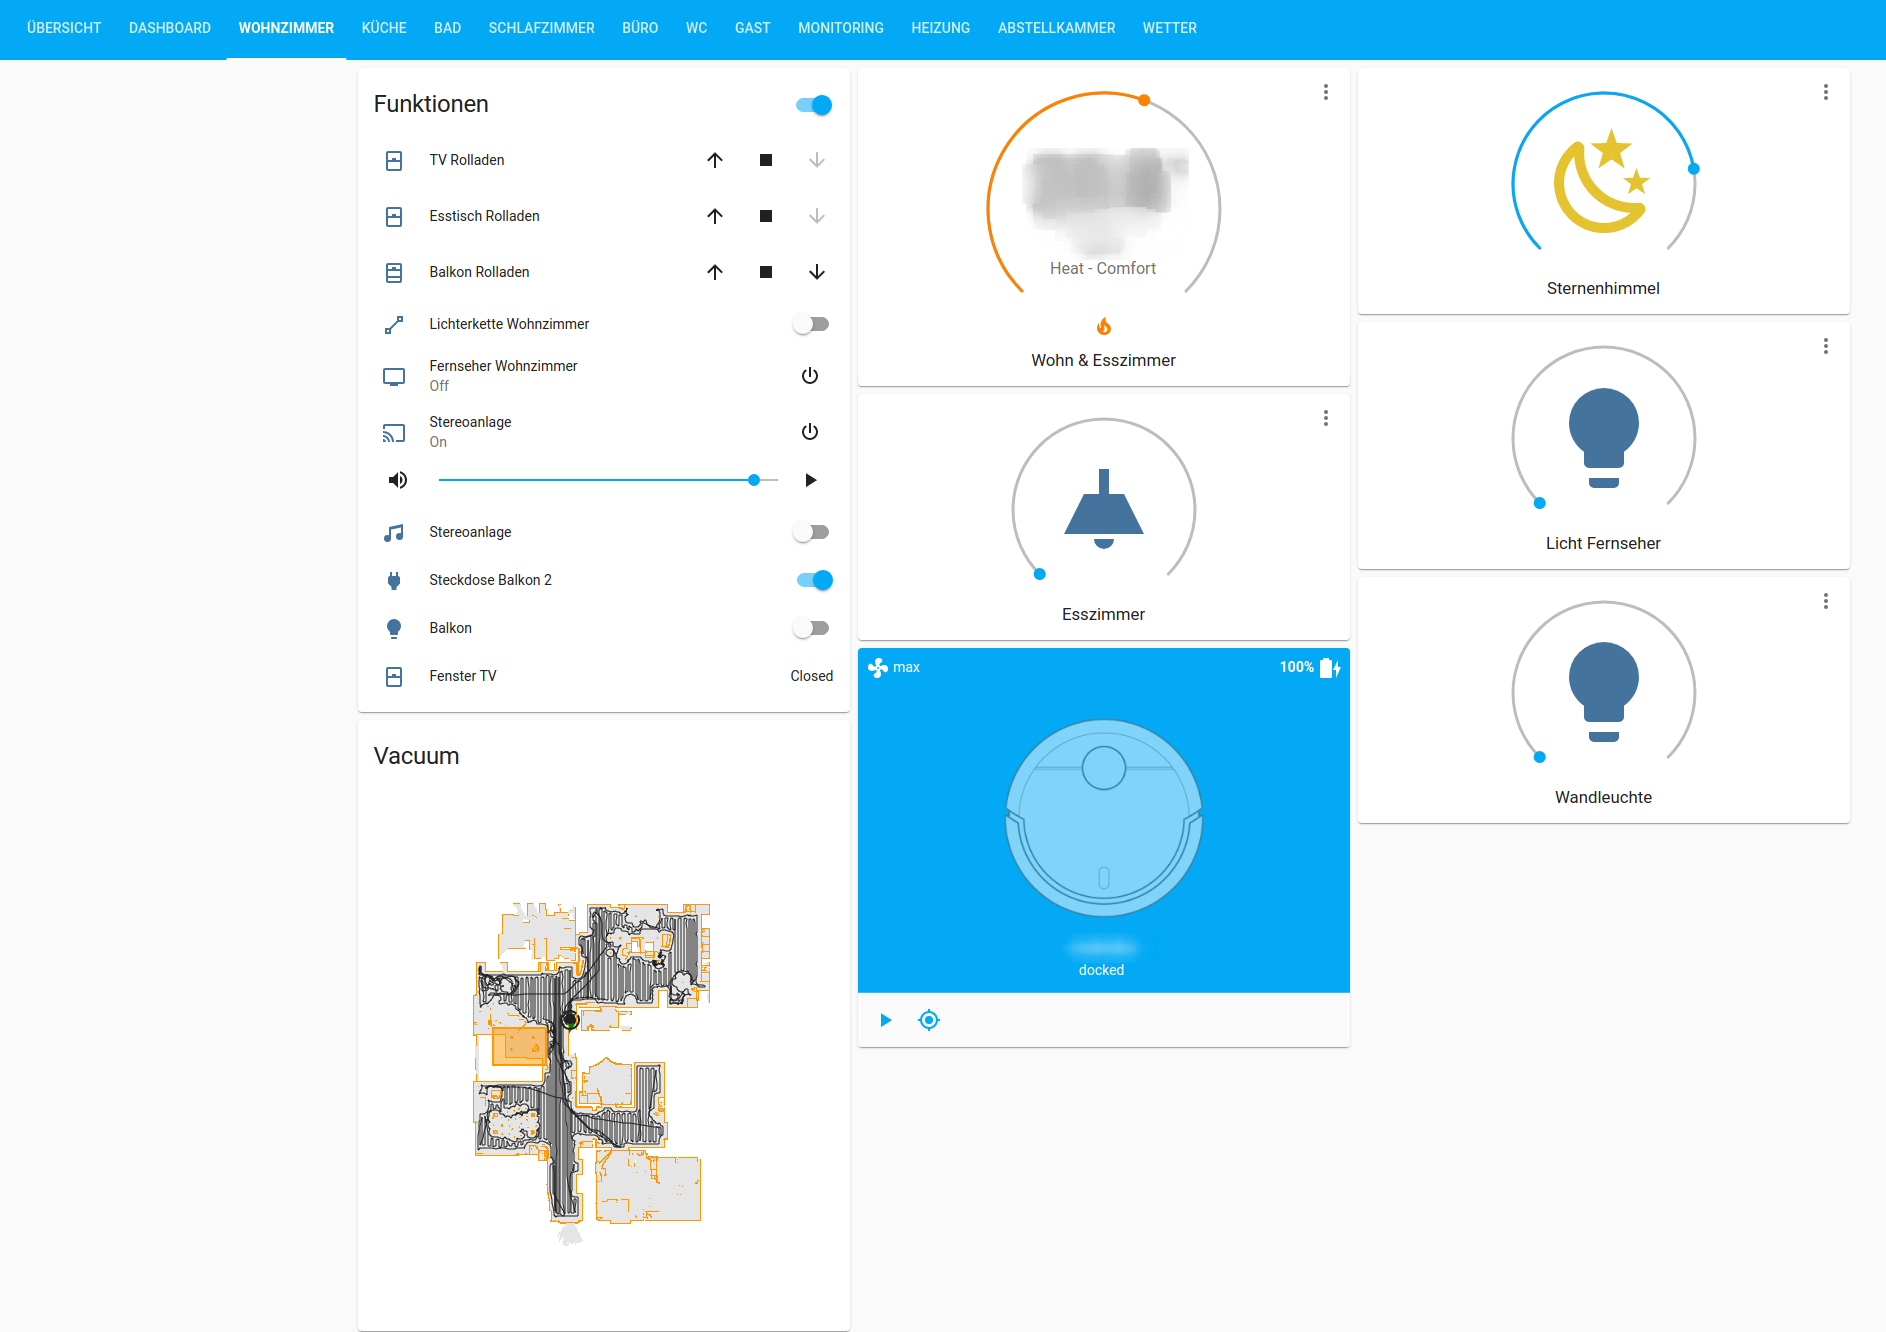 ÜBERSICHT DASHBOARD WOHNZIMMER KÜCHE BAD SCHLAFZIMMER BÜRO WC GAST MONITORING HEIZUNG ABSTELLKAMMER WETTER
Funktionen
TV Rolladen
Esstisch Rolladen
Balkon Rolladen
Lichterkette Wohnzimmer
Fernseher Wohnzimmer
Off
Stereoanlage
On
Stereoanlage
Steckdose Balkon 2
Balkon
Fenster TV Closed
Vacuum
Heat - Comfort
Wohn & Esszimmer
Esszimmer
max 100%
docked
Sternenhimmel
Licht Fernseher
Wandleuchte